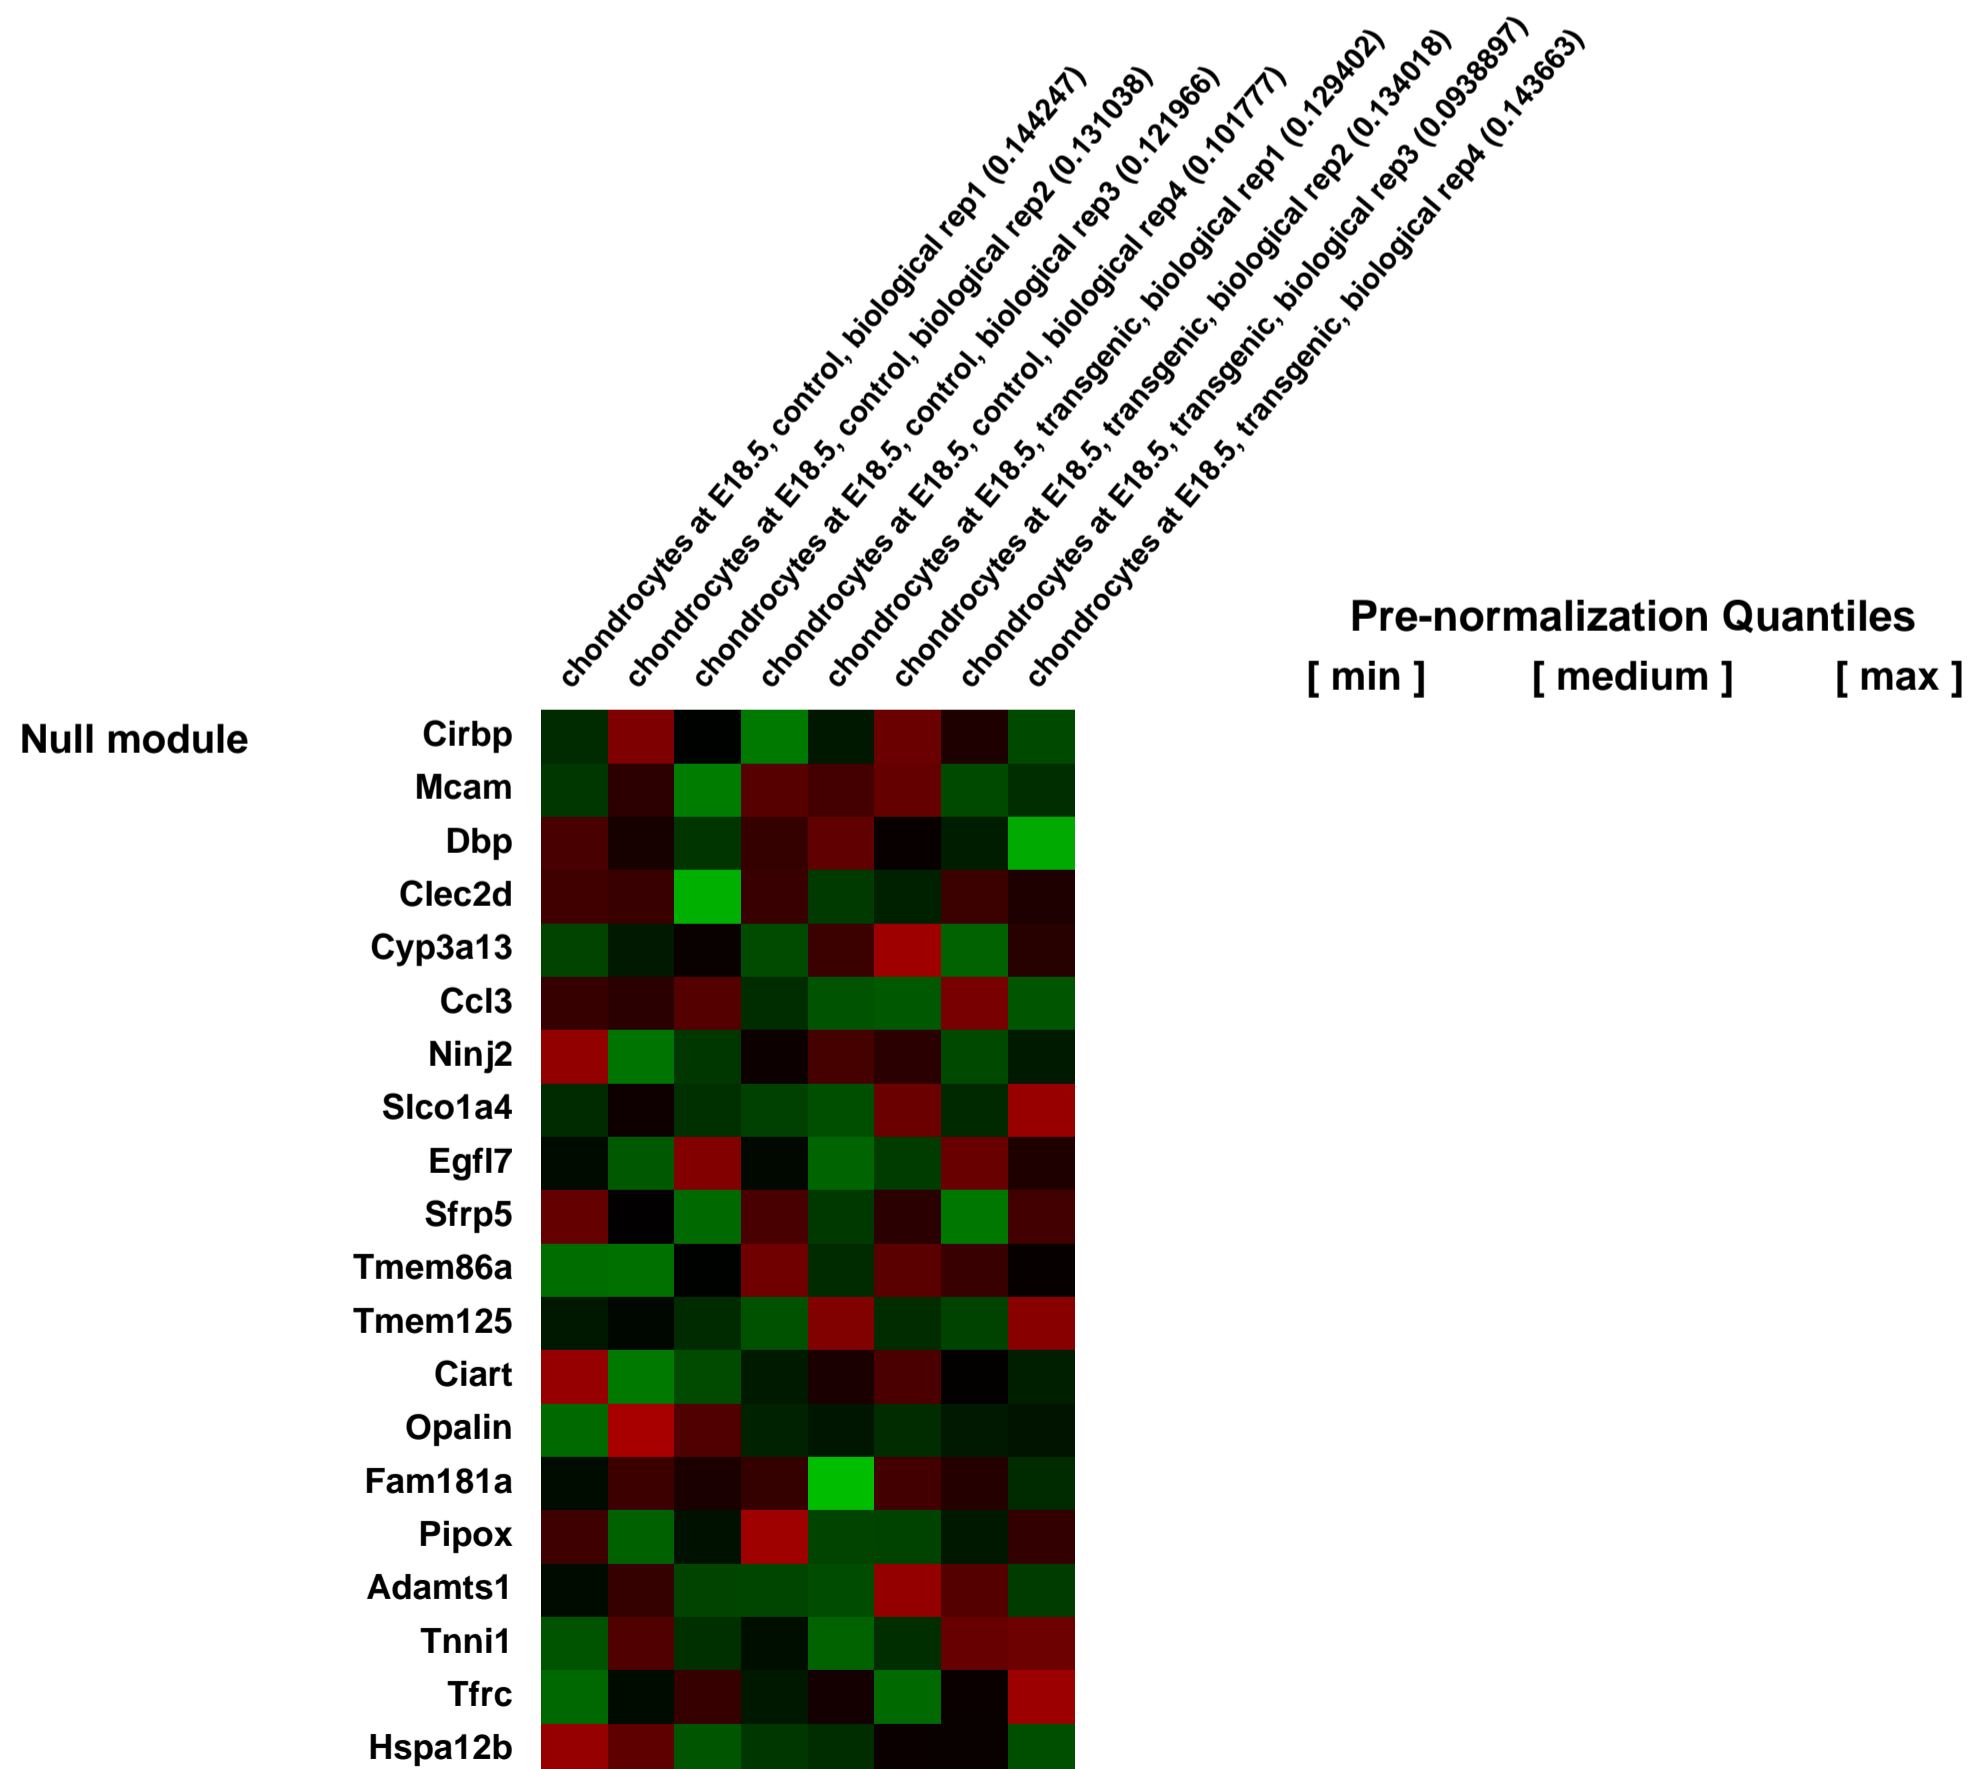 chondrocytes at E18.5, control, biological rep1 (0.144247)
chondrocytes at E18.5, control, biological rep2 (0.131038)
chondrocytes at E18.5, control, biological rep3 (0.121966)
chondrocytes at E18.5, control, biological rep4 (0.101777)
chondrocytes at E18.5, transgenic, biological rep1 (0.129402)
chondrocytes at E18.5, transgenic, biological rep2 (0.134018)
chondrocytes at E18.5, transgenic, biological rep3 (0.0938897)
chondrocytes at E18.5, transgenic, biological rep4 (0.143663)
Pre-normalization Quantiles
[ min ] [ medium ] [ max ]
Null module
Cirbp
Mcam
Dbp
Clec2d
Cyp3a13
Ccl3
Ninj2
Slco1a4
Egfl7
Sfrp5
Tmem86a
Tmem125
Ciart
Opalin
Fam181a
Pipox
Adamts1
Tnni1
Tfrc
Hspa12b